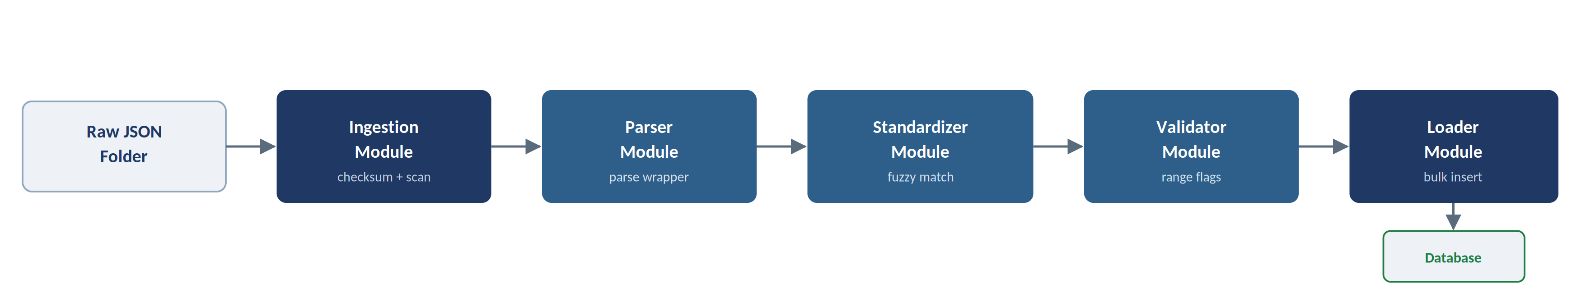 Raw JSON
Folder
Ingestion
Module
checksum + scan
Parser
Module
parse wrapper
Standardizer
Module
fuzzy match
Validator
Module
range flags
Loader
Module
bulk insert
Database